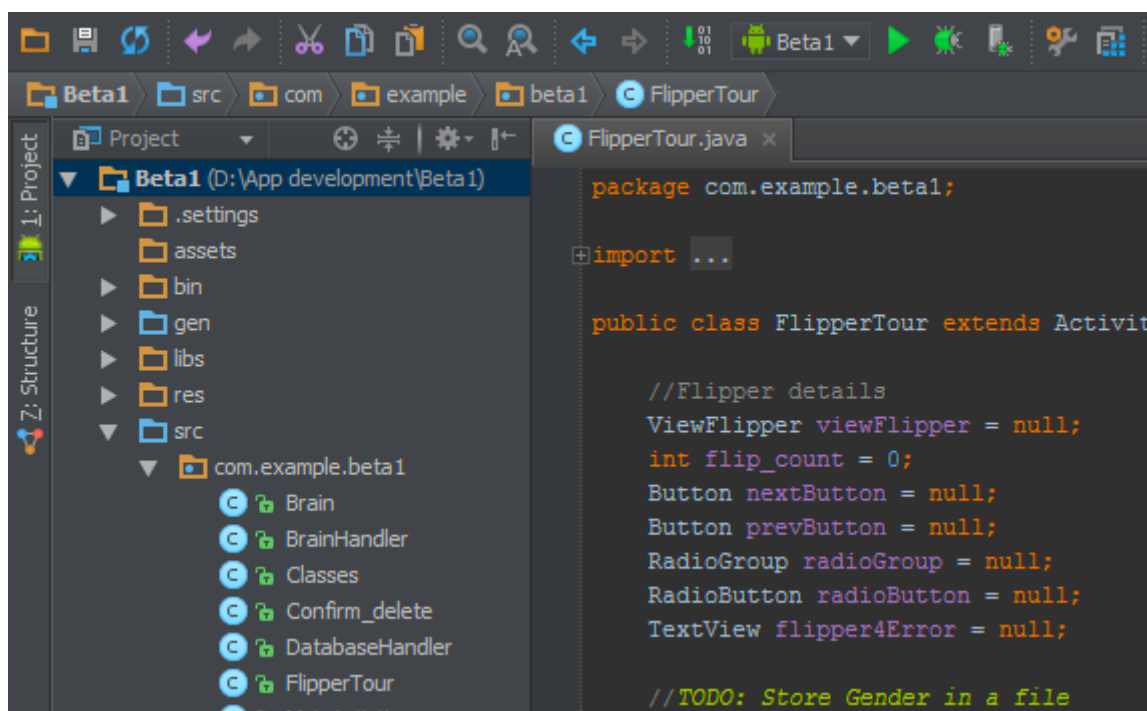 Beta1
Beta1 src com example beta1 FlipperTour
1: Project
7: Structure
Project
Beta1 (D:\App development\Beta1)
.settings
assets
bin
gen
libs
res
src
com.example.beta1
Brain
BrainHandler
Classes
Confirm_delete
DatabaseHandler
FlipperTour
FlipperTour.java
package com.example.beta1;
import ...
public class FlipperTour extends Activit
//Flipper details
ViewFlipper viewFlipper = null;
int flip_count = 0;
Button nextButton = null;
Button prevButton = null;
RadioGroup radioGroup = null;
RadioButton radioButton = null;
TextView flipper4Error = null;
//TODO: Store Gender in a file